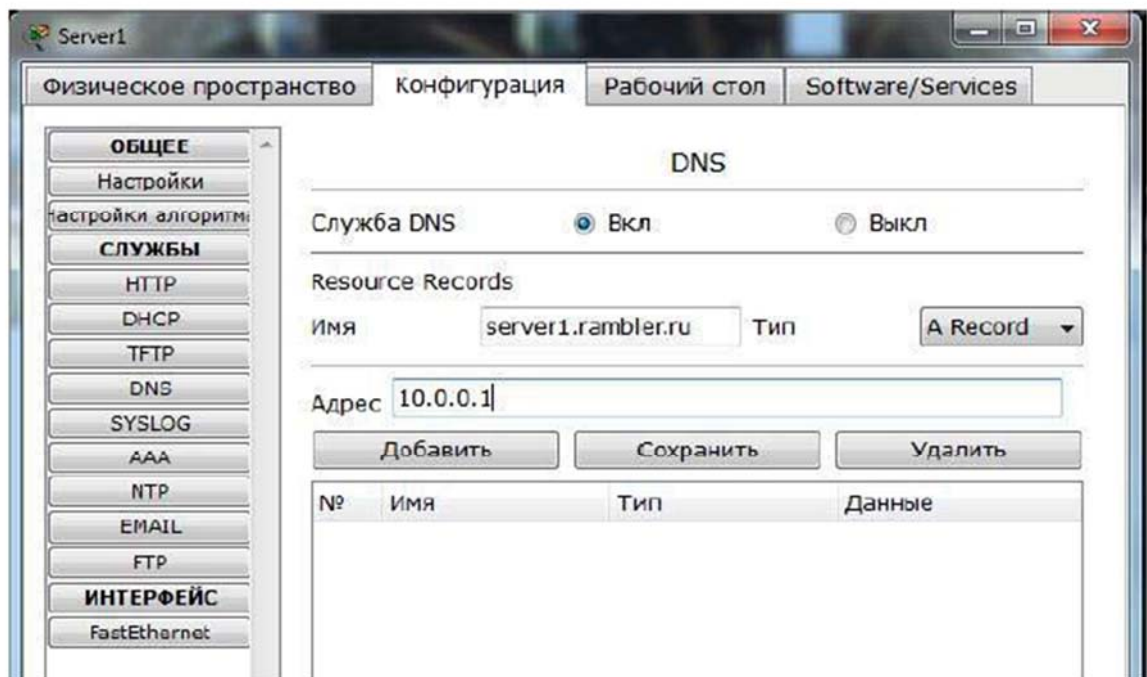 Server1
Физическое пространство Конфигурация Рабочий стол Software/Services
ОБЩЕЕ
Настройки
Настройки алгоритма
СЛУЖБЫ
HTTP
DHCP
TFTP
DNS
SYSLOG
AAA
NTP
EMAIL
FTP
ИНТЕРФЕЙС
FastEthernet
DNS
Служба DNS Вкл Выкл
Resource Records
Имя server1.rambler.ru Тип A Record
Адрес 10.0.0.1
Добавить Сохранить Удалить
№ Имя Тип Данные